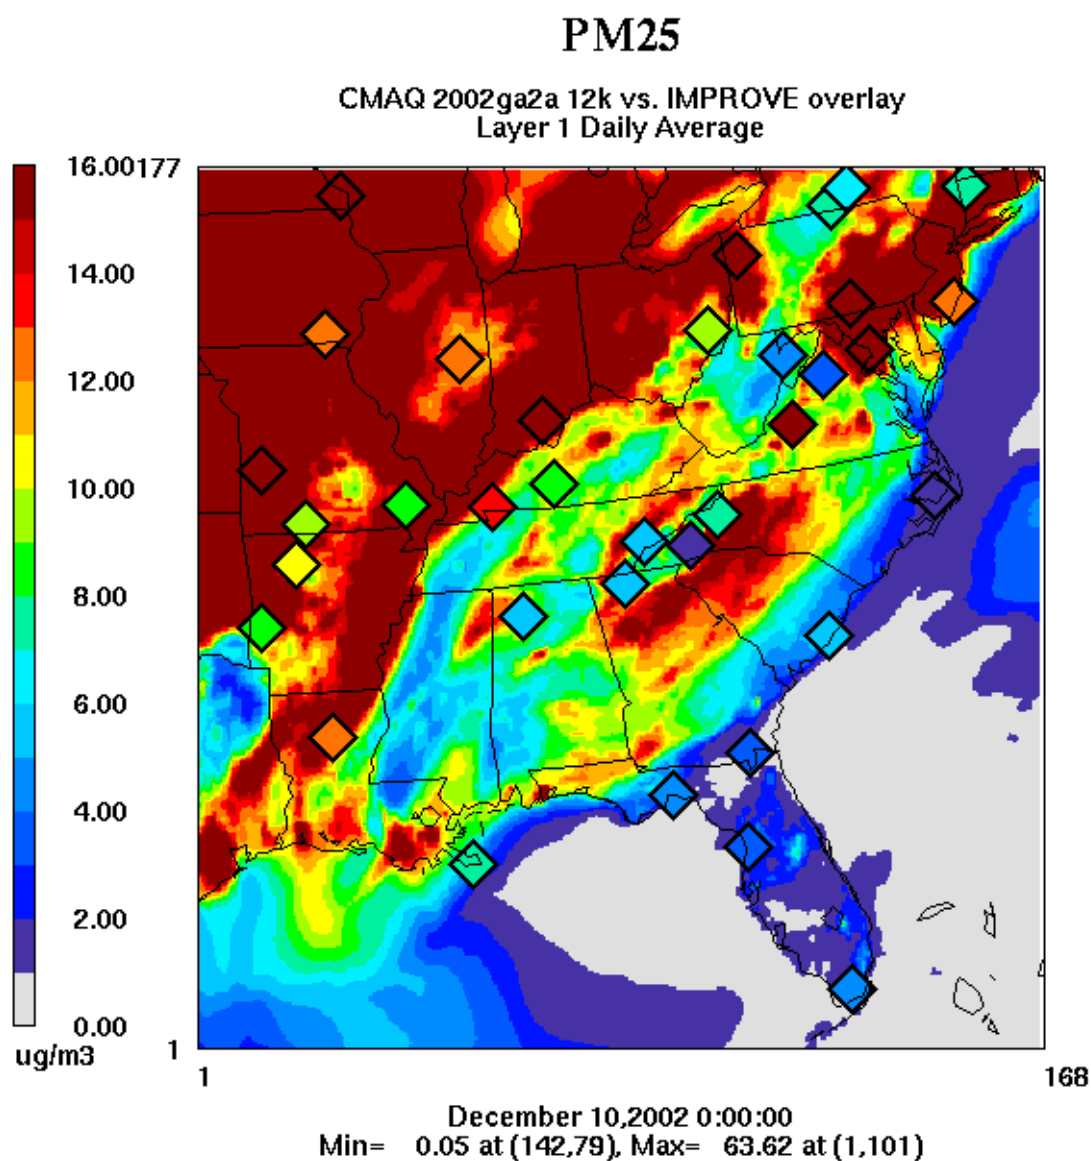 PM25
CMAQ 2002ga2a 12k vs. IMPROVE overlay
Layer 1 Daily Average
16.00
177
14.00
12.00
10.00
8.00
6.00
4.00
2.00
0.00
ug/m3
1
1
168
December 10,2002 0:00:00
Min= 0.05 at (142,79), Max= 63.62 at (1,101)